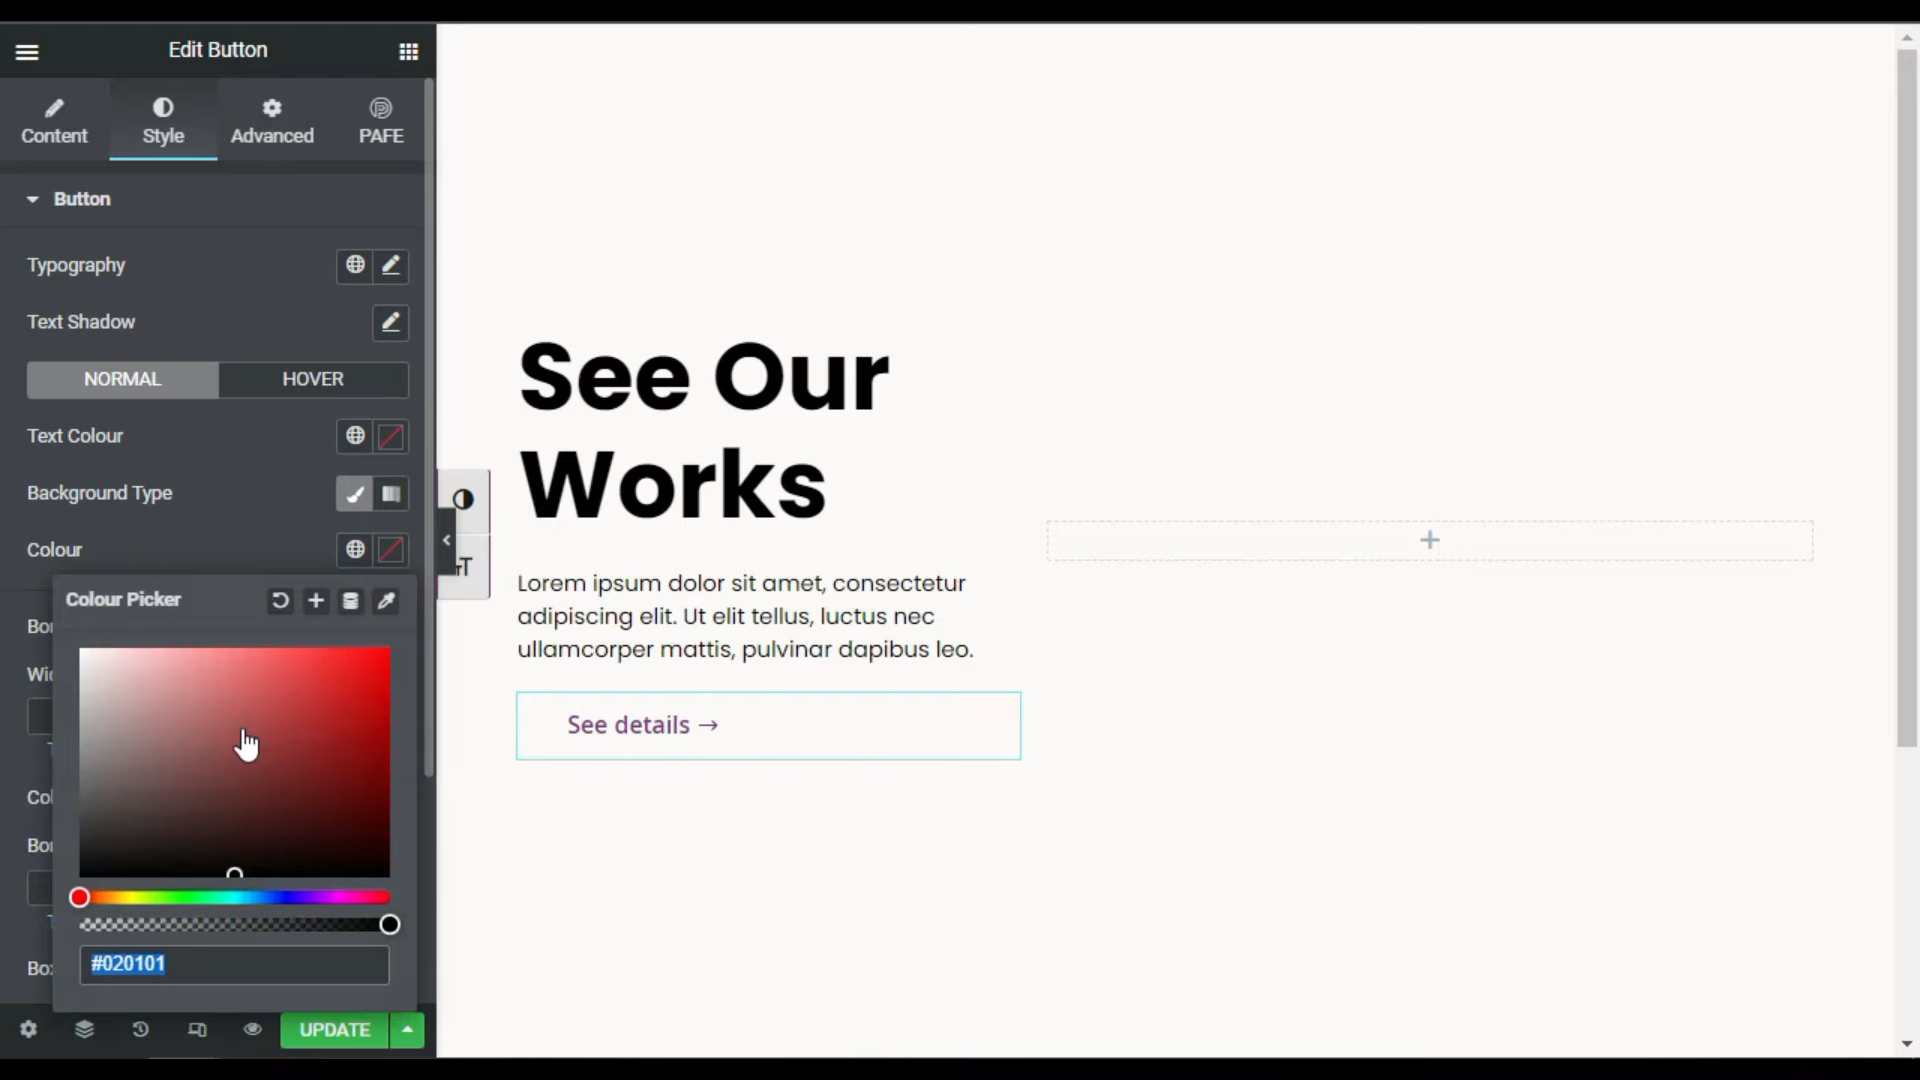 Edit Button
Content
Style
Advanced
PAFE
Button
Typography
Text Shadow
NORMAL
HOVER
Text Colour
Background Type
Colour
Colour Picker
#020101
UPDATE
See Our
Works
Lorem ipsum dolor sit amet, consectetur
adipiscing elit. Ut elit tellus, luctus nec
ullamcorper mattis, pulvinar dapibus leo.
See details →